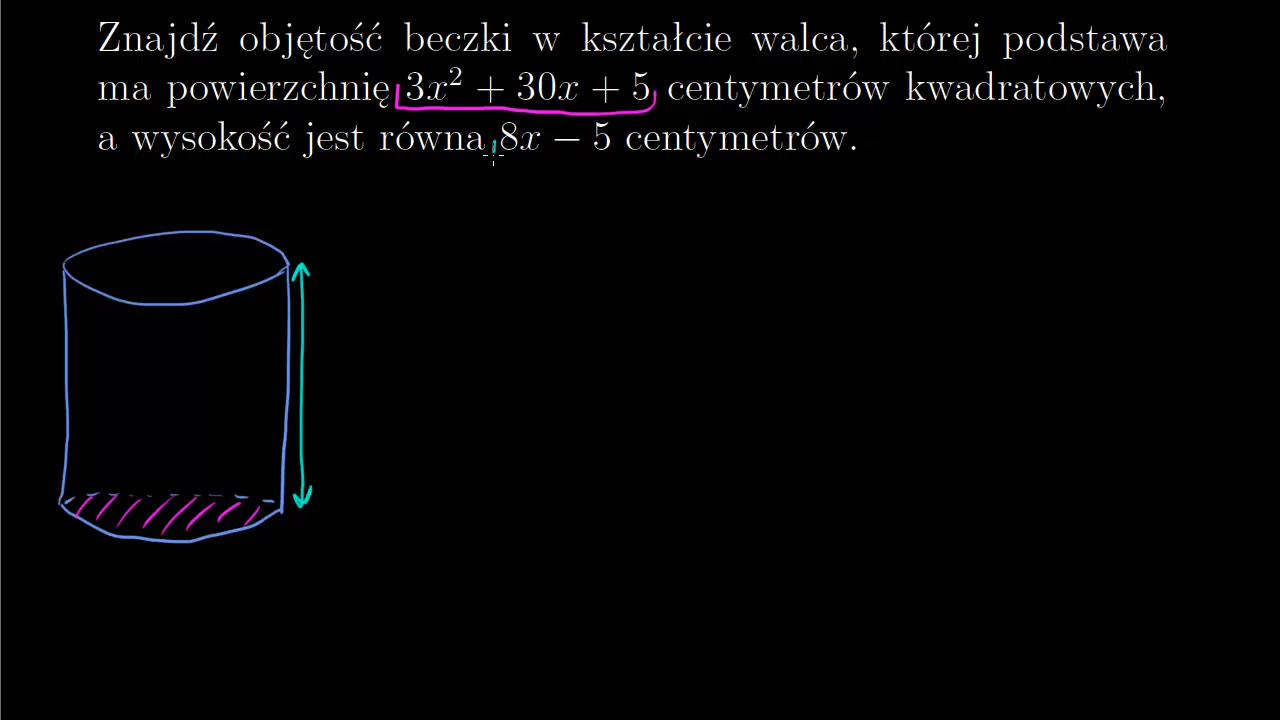 Znajdź objętość beczki w kształcie walca, której podstawa
ma powierzchnię 3x² + 30x + 5 centymetrów kwadratowych,
a wysokość jest równa 8x − 5 centymetrów.